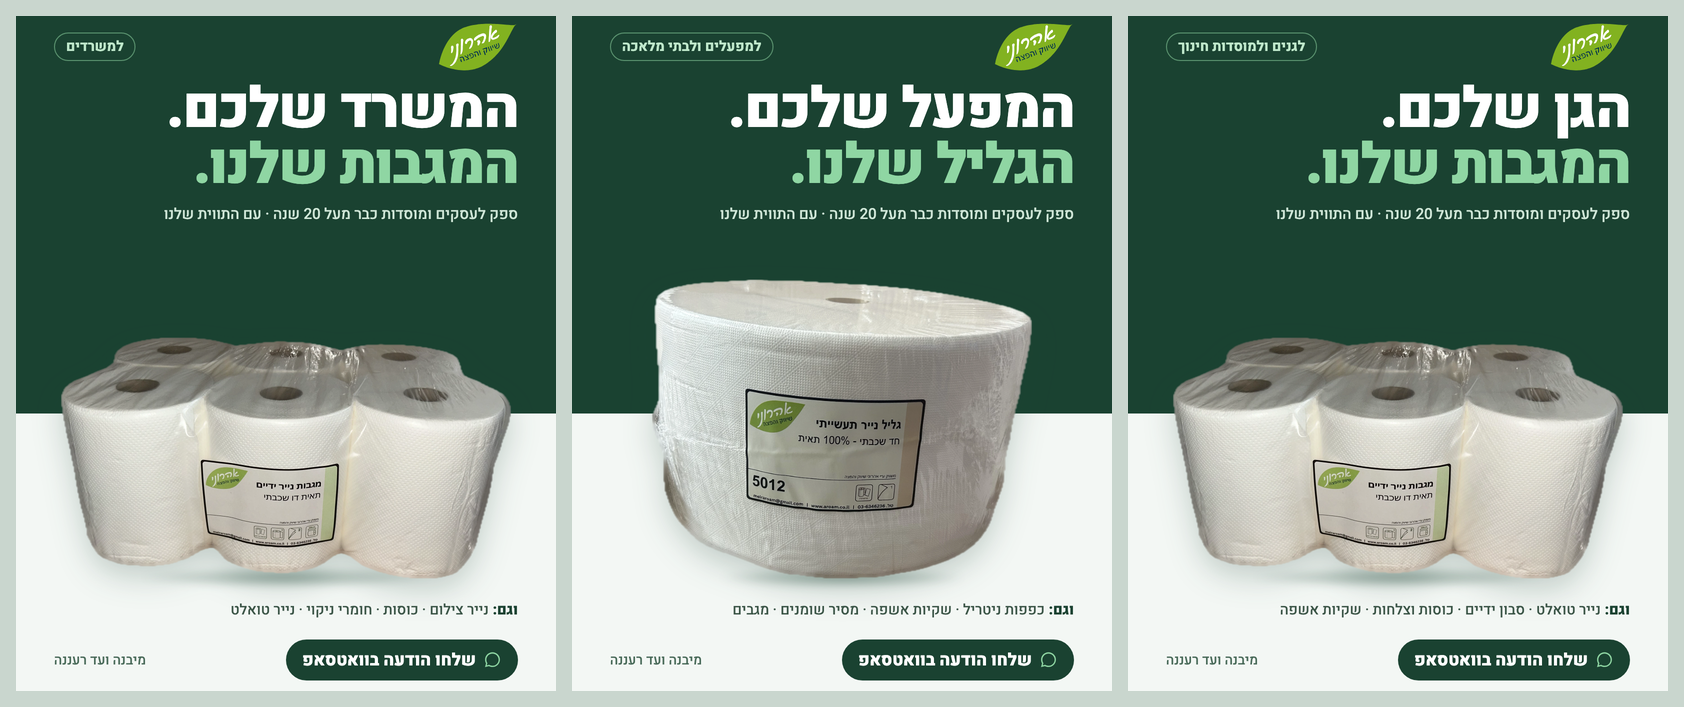 למשרדים
אהרוני
שיווק והפצה
המשרד שלכם.
המגבות שלנו.
ספק לעסקים ומוסדות כבר מעל 20 שנה · עם התווית שלנו
אהרוני
מגבות נייר ידיים
תאית דו שכבתי
וגם: נייר צילום · כוסות · חומרי ניקוי · נייר טואלט
שלחו הודעה בוואטסאפ
מיבנה ועד רעננה
למפעלים ולבתי מלאכה
אהרוני
שיווק והפצה
המפעל שלכם.
הגליל שלנו.
ספק לעסקים ומוסדות כבר מעל 20 שנה · עם התווית שלנו
אהרוני
שיווק והפצה
גליל נייר תעשייתי
חד שכבתי - 100% תאית
5012
וגם: כפפות ניטריל · שקיות אשפה · מסיר שומנים · מגבים
שלחו הודעה בוואטסאפ
מיבנה ועד רעננה
לגנים ולמוסדות חינוך
אהרוני
שיווק והפצה
הגן שלכם.
המגבות שלנו.
ספק לעסקים ומוסדות כבר מעל 20 שנה · עם התווית שלנו
אהרוני
מגבות נייר ידיים
תאית דו שכבתי
וגם: נייר טואלט · סבון ידיים · כוסות וצלחות · שקיות אשפה
שלחו הודעה בוואטסאפ
מיבנה ועד רעננה